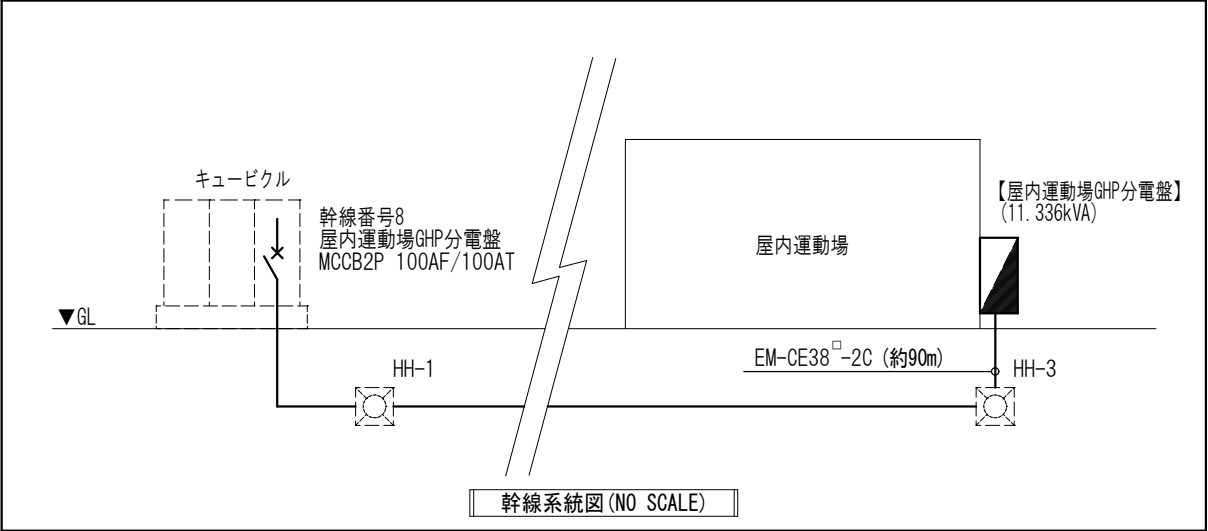 キュービクル
幹線番号8
屋内運動場GHP分電盤
MCCB2P 100AF/100AT
【屋内運動場GHP分電盤】
(11.336kVA)
屋内運動場
▼GL
EM-CE38□-2C (約90m)
HH-1
HH-3
幹線系統図(NO SCALE)